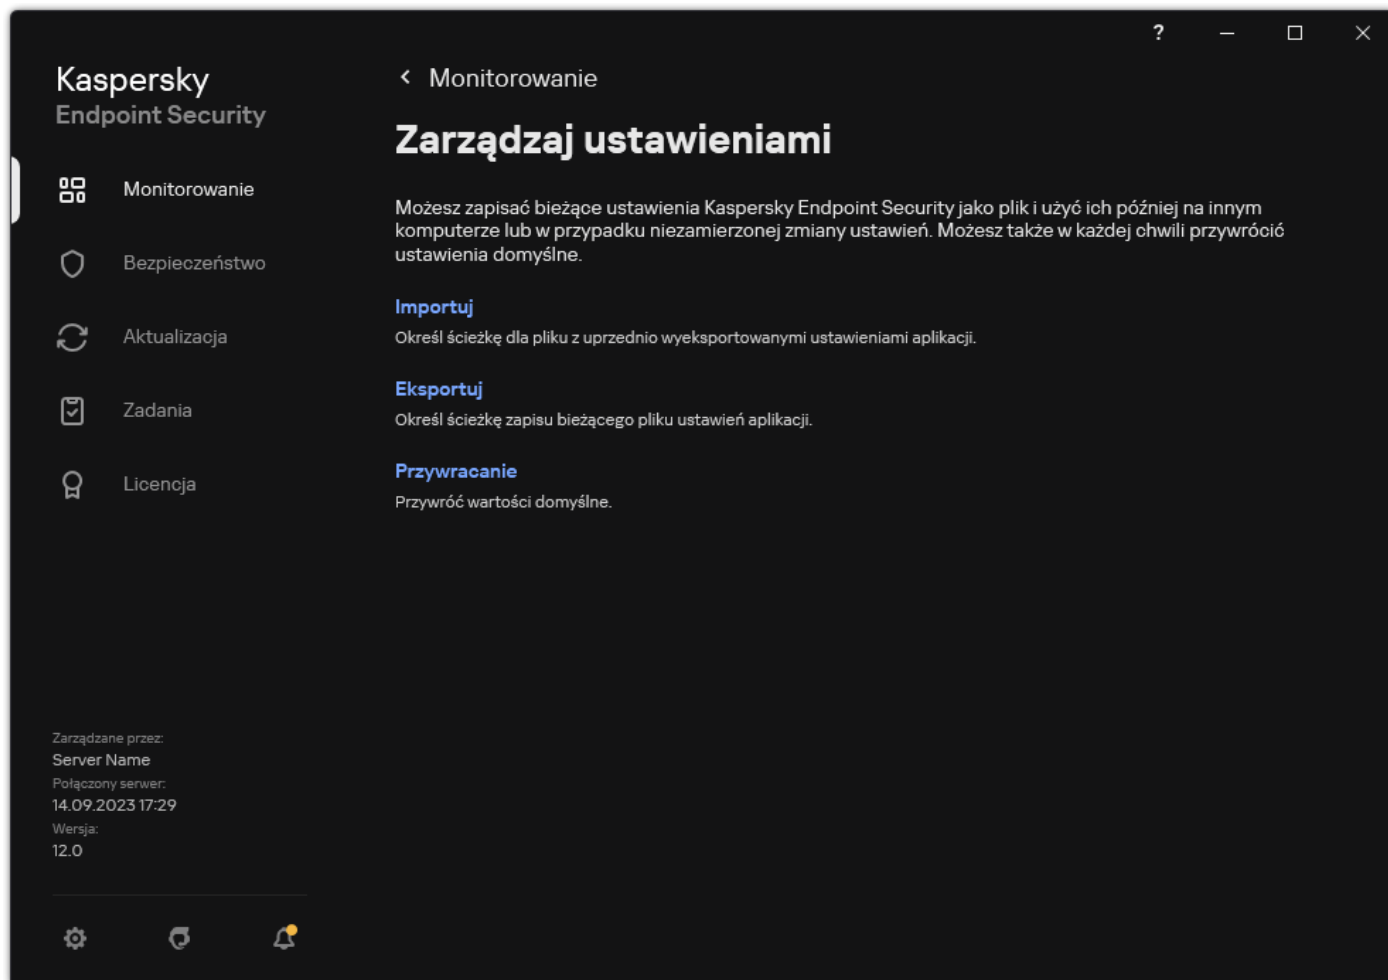 ?
Kaspersky
Endpoint Security
Monitorowanie
Bezpieczeństwo
Aktualizacja
Zadania
Licencja
Zarządzane przez:
Server Name
Połączony serwer:
14.09.2023 17:29
Wersja:
12.0
Monitorowanie
Zarządzaj ustawieniami
Możesz zapisać bieżące ustawienia Kaspersky Endpoint Security jako plik i użyć ich później na innym
komputerze lub w przypadku niezamierzonej zmiany ustawień. Możesz także w każdej chwili przywrócić
ustawienia domyślne.
Importuj
Określ ścieżkę dla pliku z uprzednio wyeksportowanymi ustawieniami aplikacji.
Eksportuj
Określ ścieżkę zapisu bieżącego pliku ustawień aplikacji.
Przywracanie
Przywróć wartości domyślne.